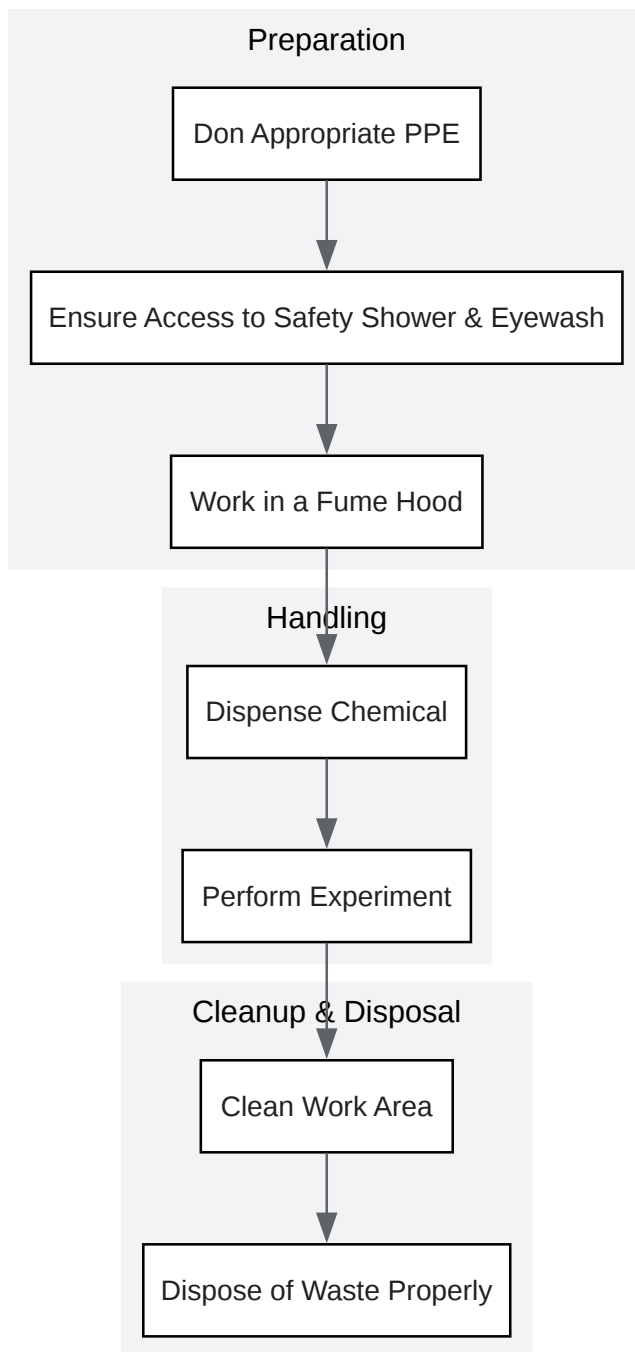 Preparation
Don Appropriate PPE
Ensure Access to Safety Shower & Eyewash
Work in a Fume Hood
Handling
Dispense Chemical
Perform Experiment
Cleanup & Disposal
Clean Work Area
Dispose of Waste Properly